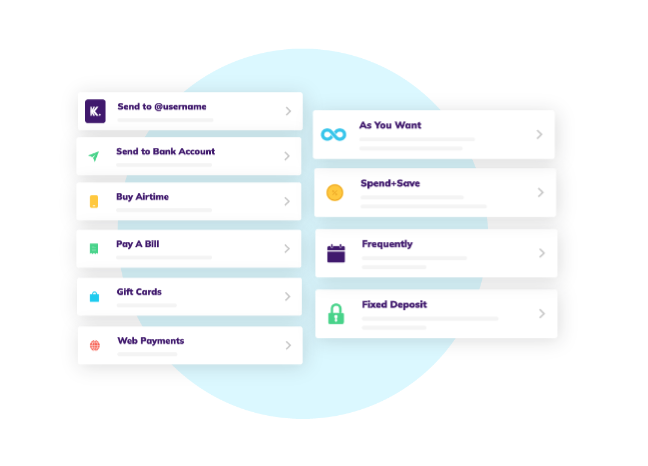 K.
Send to @username
Send to Bank Account
Buy Airtime
Pay A Bill
Gift Cards
Web Payments
As You Want
Spend+Save
Frequently
Fixed Deposit